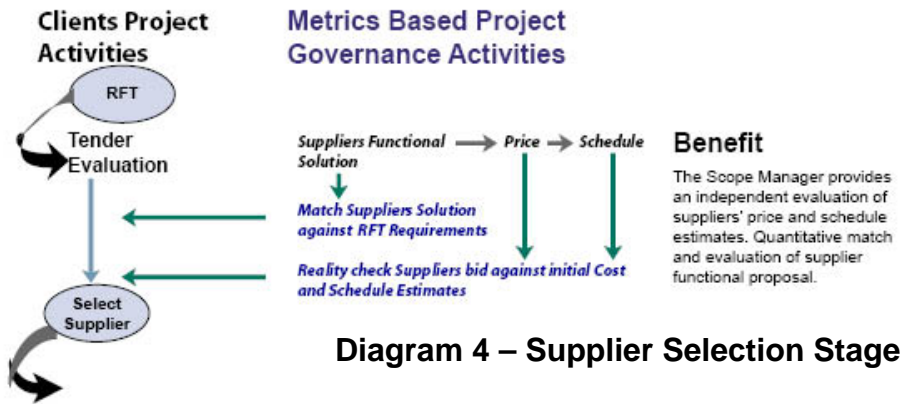 Clients Project
Activities
Metrics Based Project
Governance Activities
RFT
Tender
Evaluation
Suppliers Functional
Solution
Price
Schedule
Match Suppliers Solution
against RFT Requirements
Reality check Suppliers bid against initial Cost
and Schedule Estimates
Select
Supplier
Benefit
The Scope Manager provides
an independent evaluation of
suppliers' price and schedule
estimates. Quantitative match
and evaluation of supplier
functional proposal.
Diagram 4 – Supplier Selection Stage